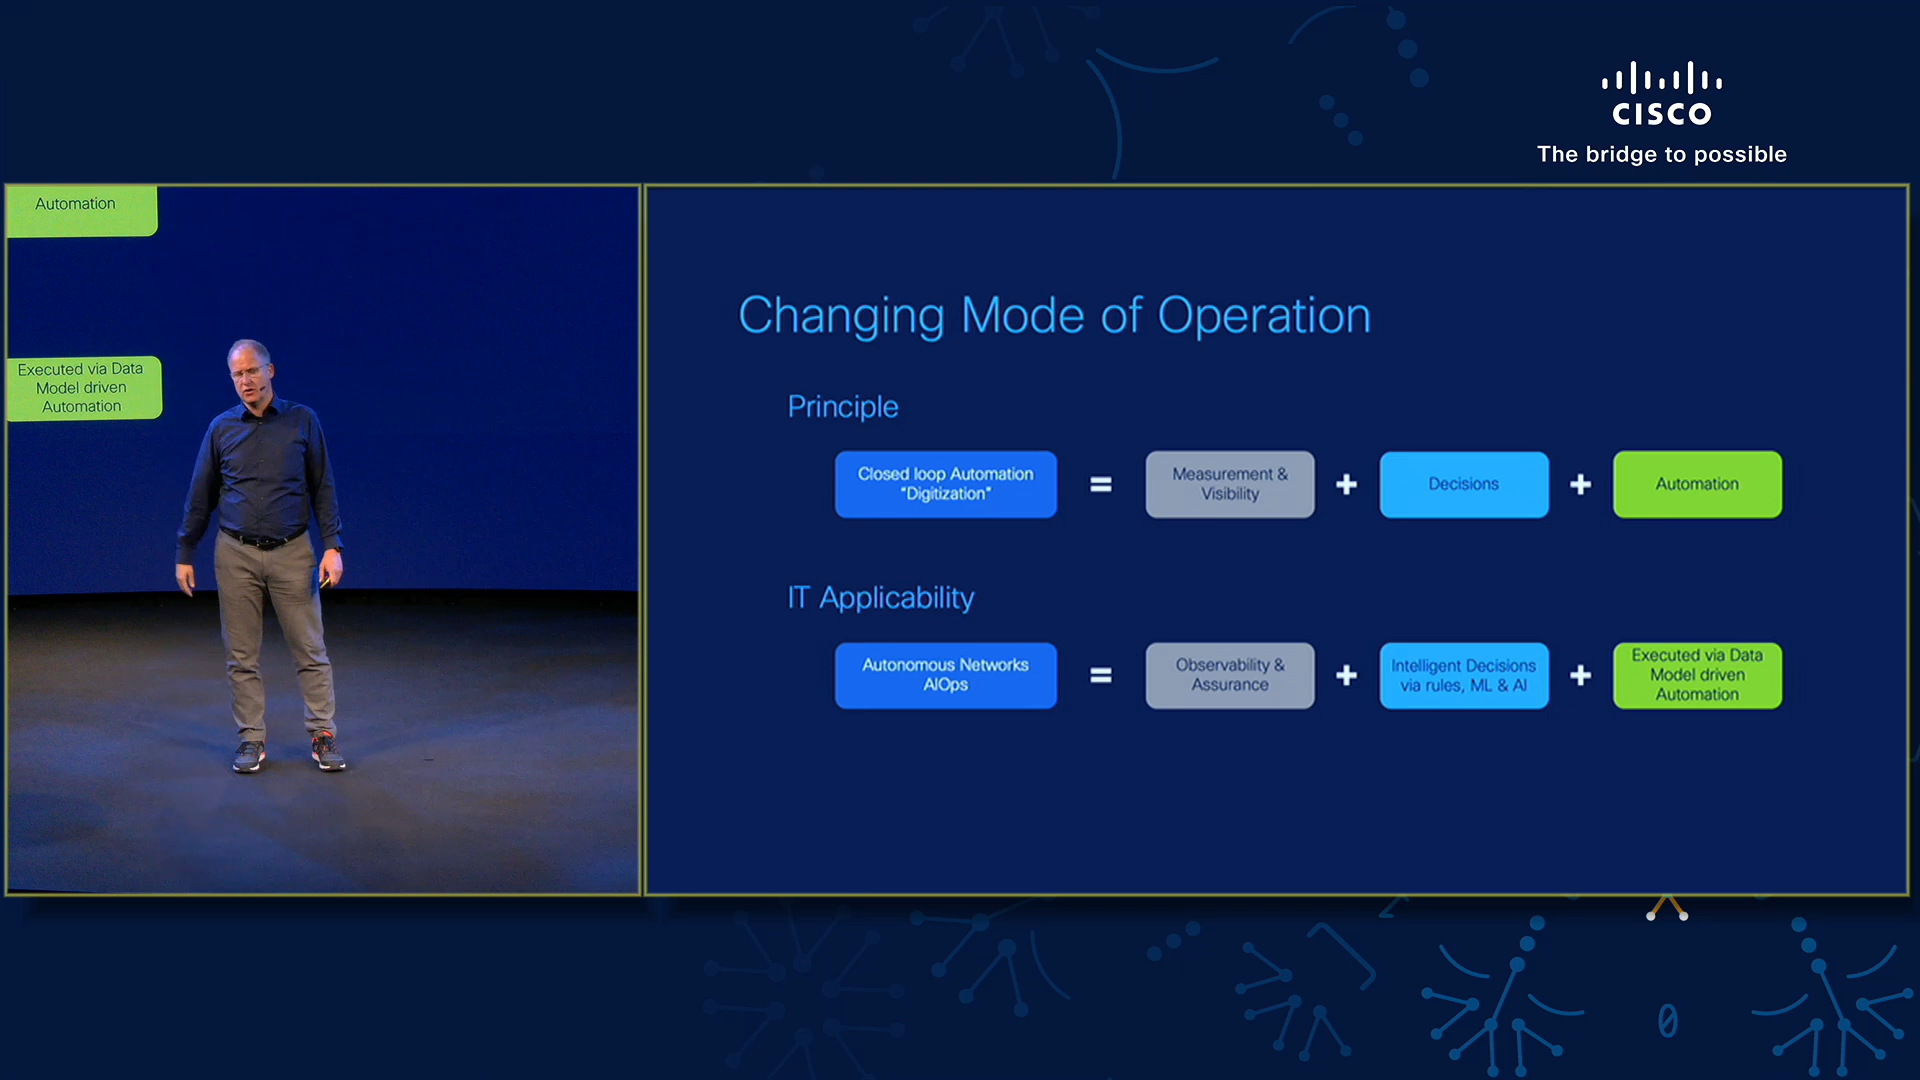 CISCO
The bridge to possible
Automation
Executed via Data
Model driven
Automation
Changing Mode of Operation
Principle
Closed loop Automation
"Digitization"
=
Measurement &
Visibility
+
Decisions
+
Automation
IT Applicability
Autonomous Networks
AIOps
=
Observability &
Assurance
+
Intelligent Decisions
via rules, ML & AI
+
Executed via Data
Model driven
Automation
0